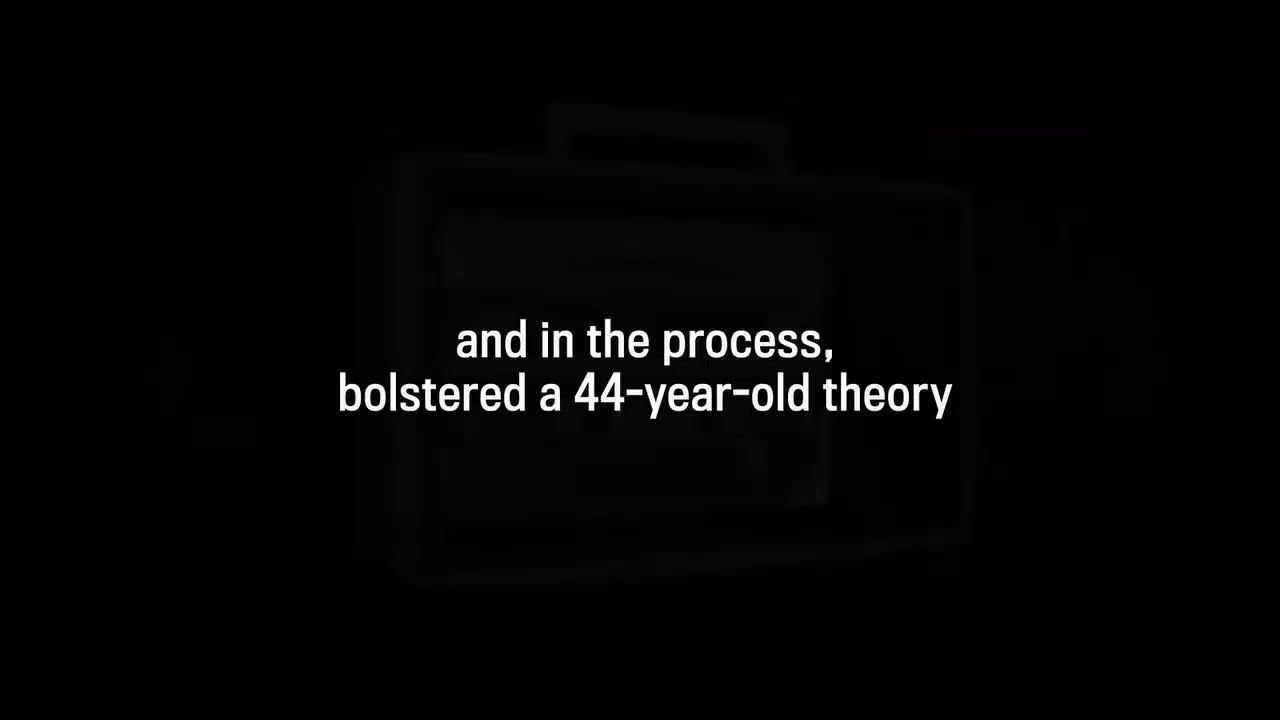 and in the process,
bolstered a 44-year-old theory